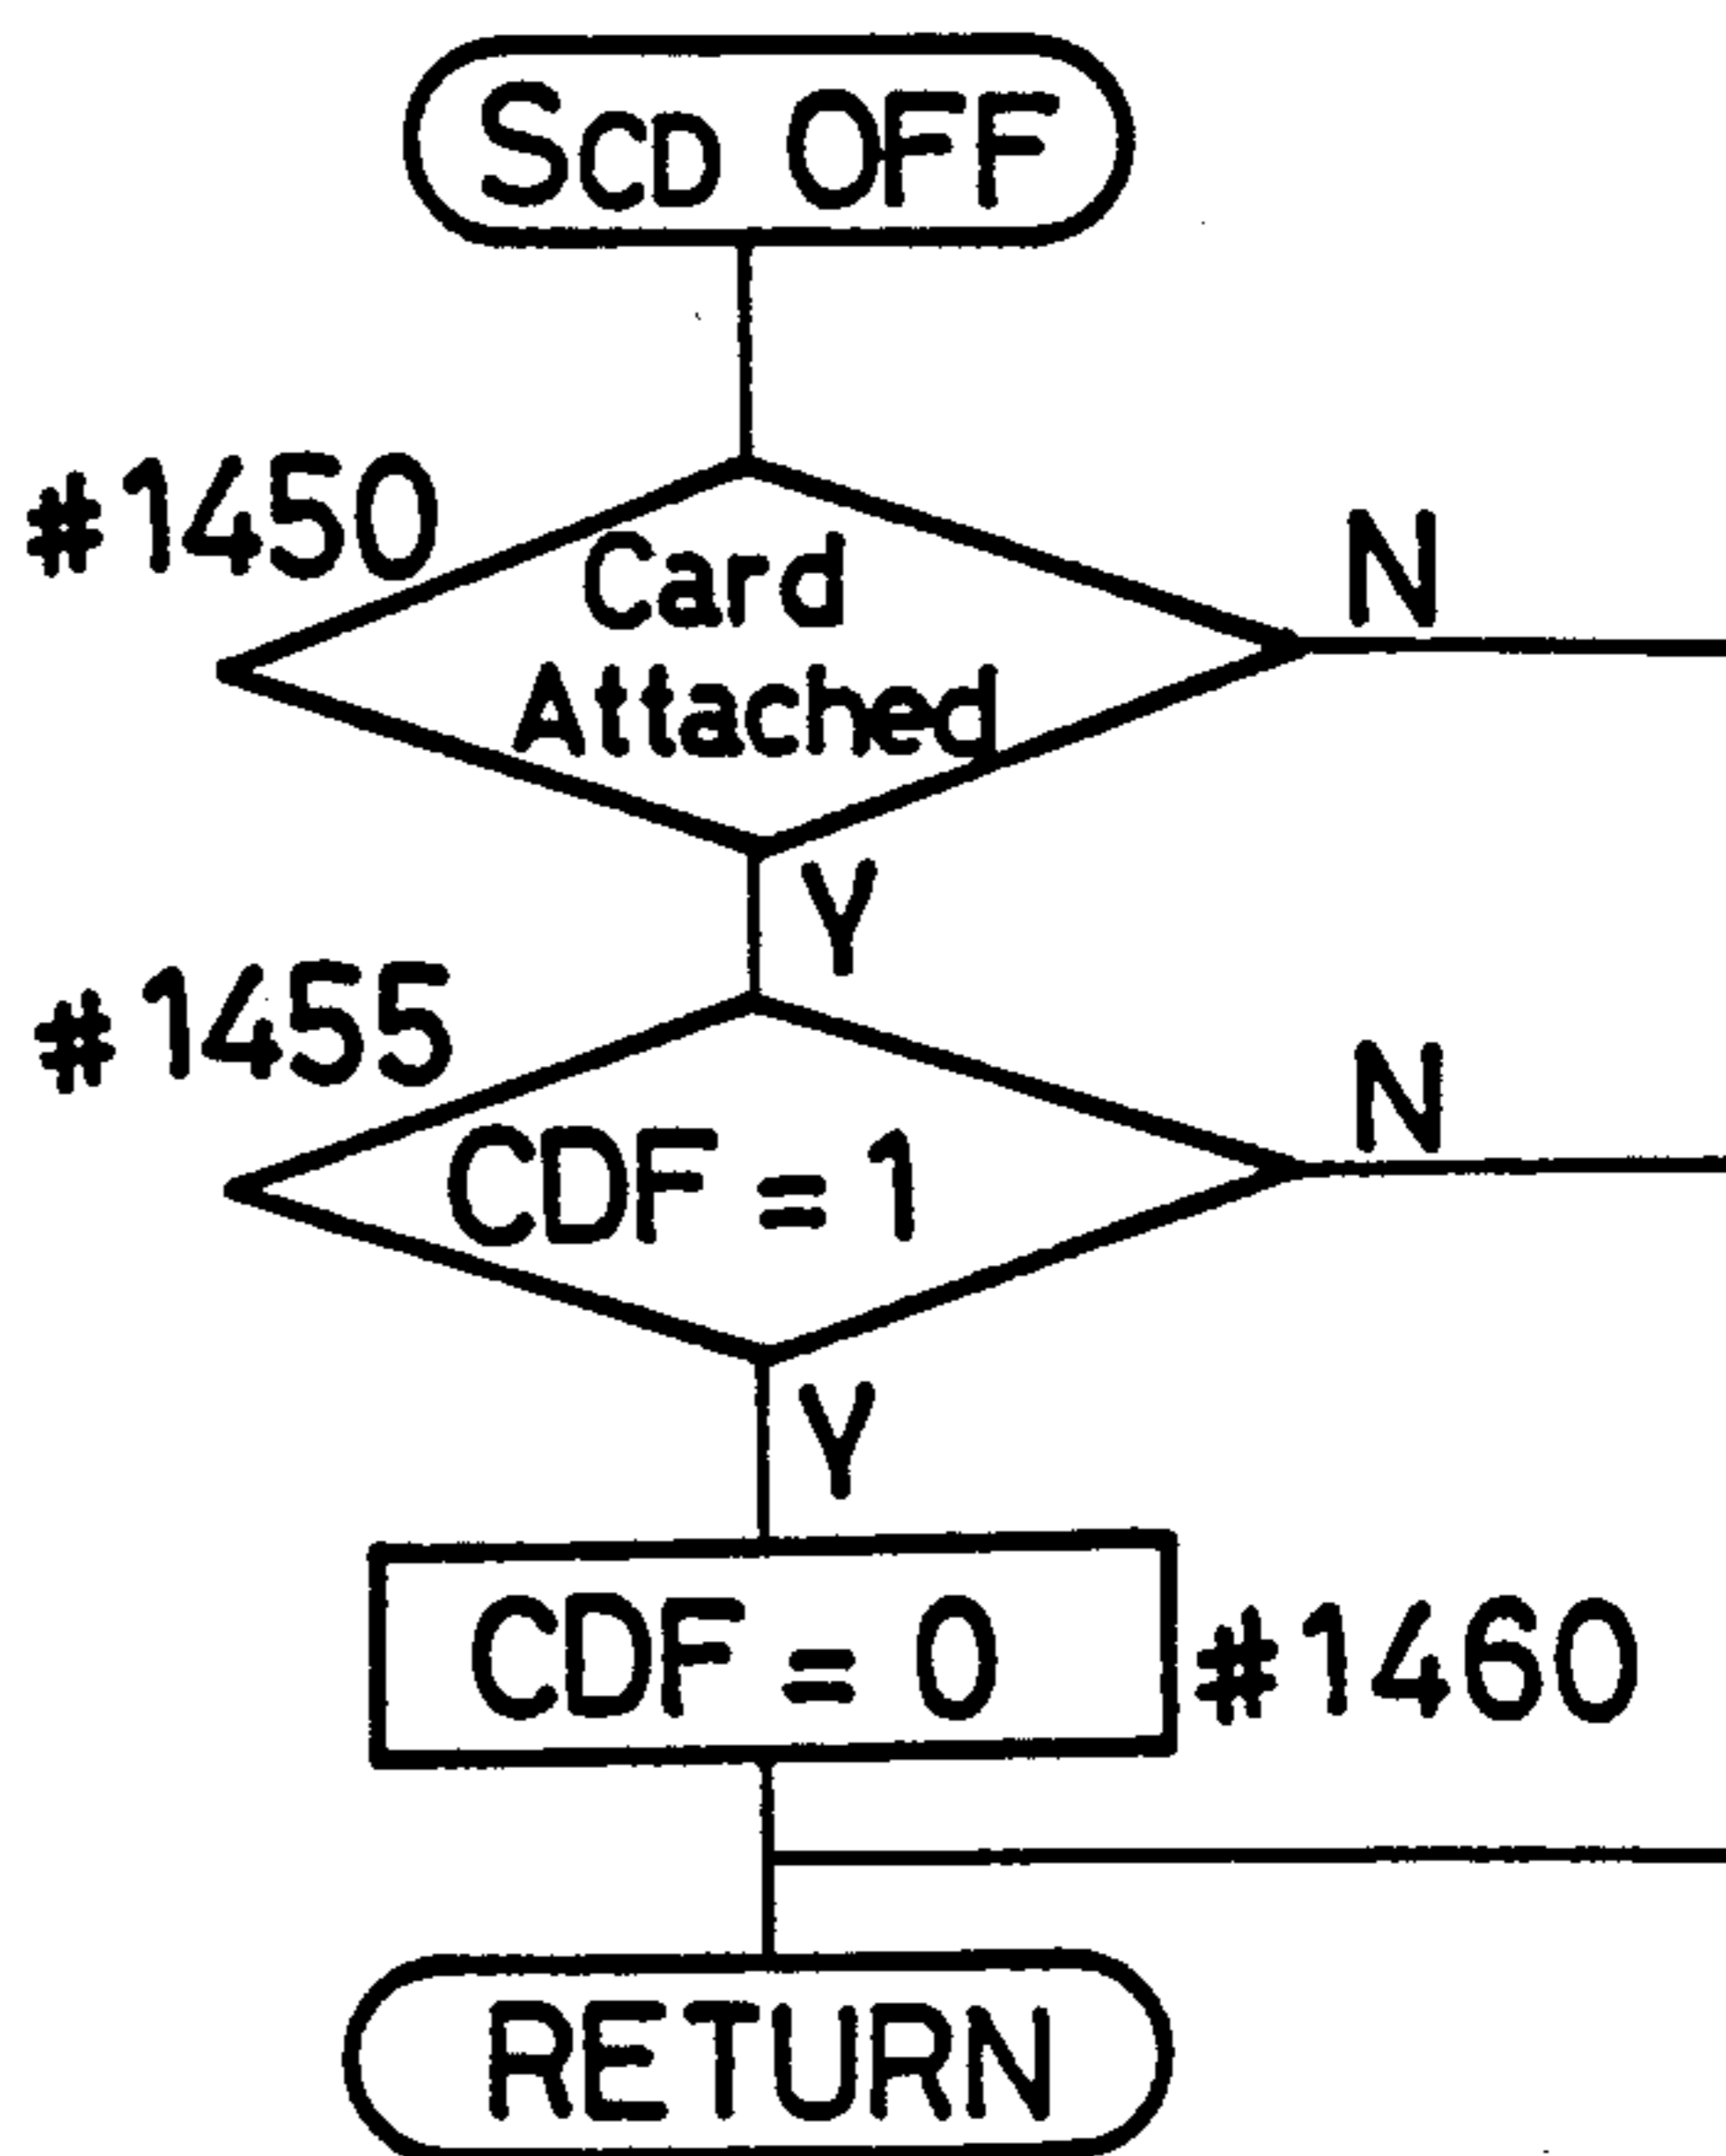 SCD OFF
#1450
Card
Attached
N
Y
#1455
CDF = 1
N
Y
CDF = 0
#1460
RETURN